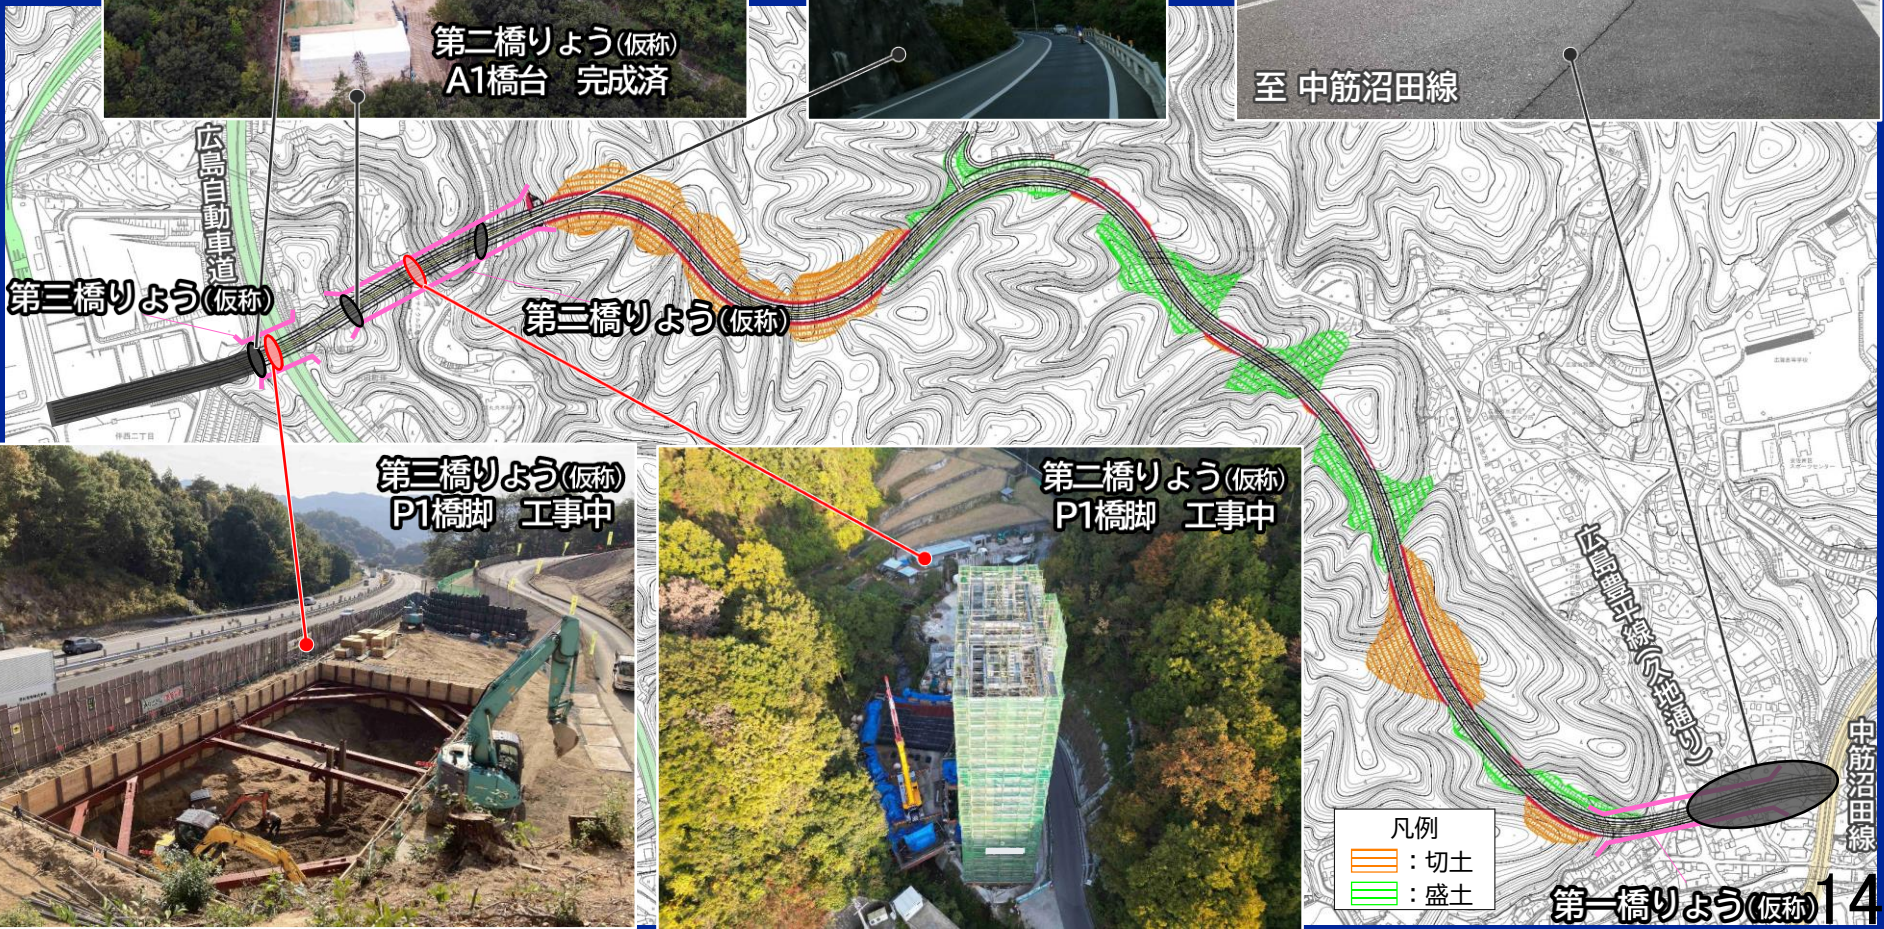 第二橋りょう(仮称)
A1橋台 完成済
至 中筋沼田線
広島自動車道
第三橋りょう(仮称)
第二橋りょう(仮称)
伴西二丁目
第三橋りょう(仮称)
P1橋脚 工事中
第二橋りょう(仮称)
P1橋脚 工事中
広島豊平線(久地通り)
中筋沼田線
凡例
:切土
:盛土
第一橋りょう(仮称)
14